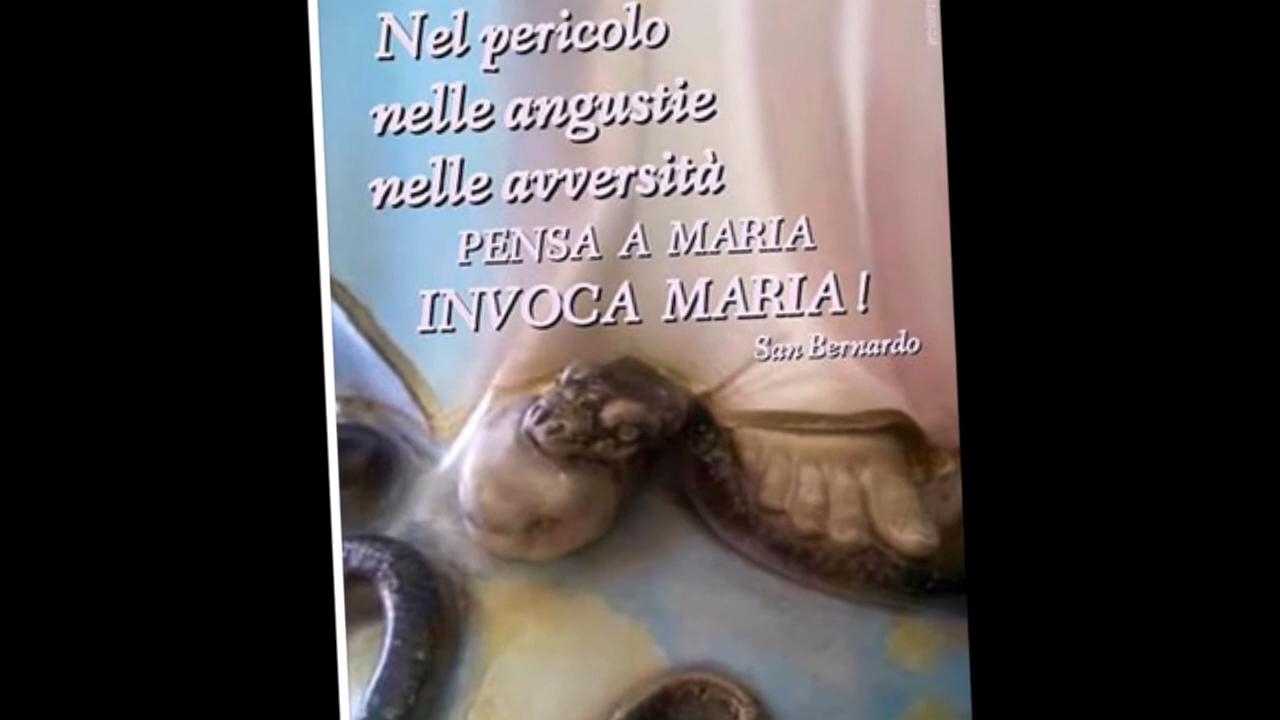 Nel pericolo
nelle angustie
nelle avversità
PENSA A MARIA
INVOCA MARIA!
San Bernardo